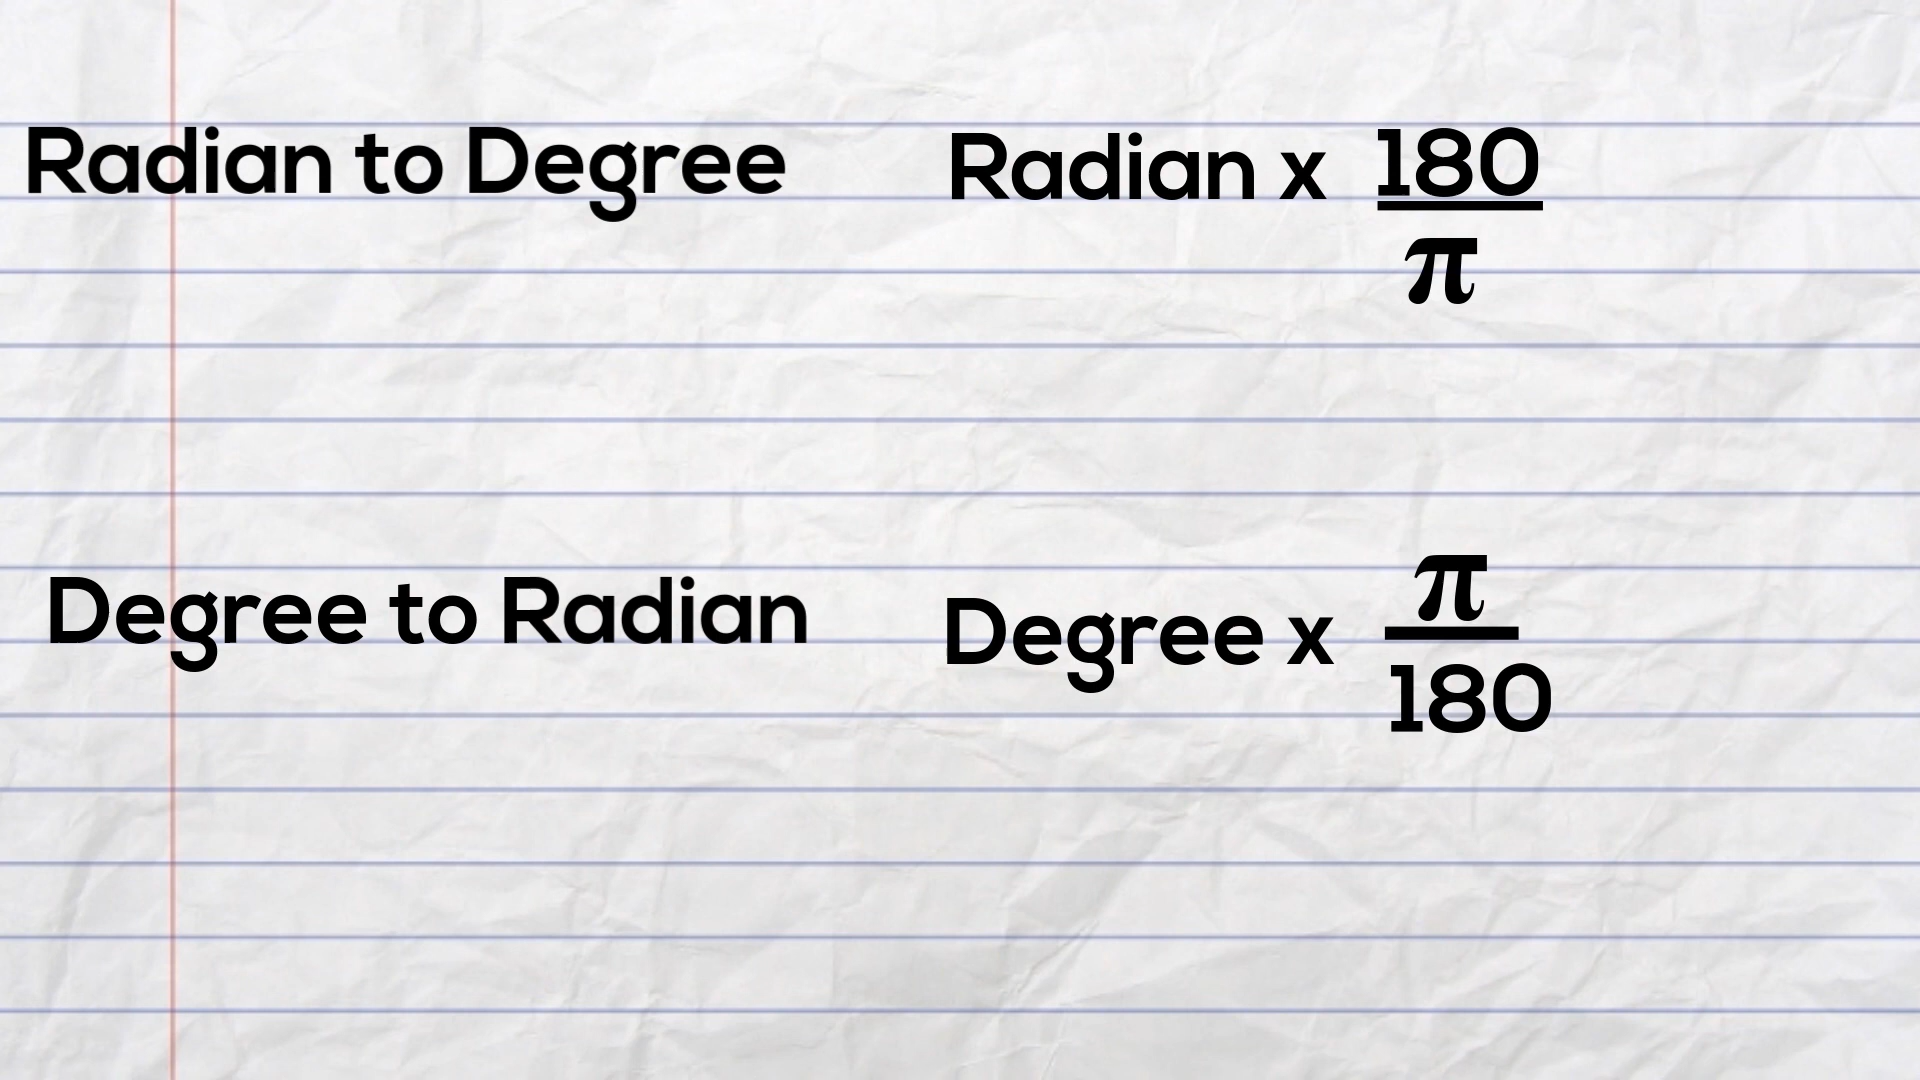 Radian to Degree
Radian x 180
π
Degree to Radian
Degree x π
180